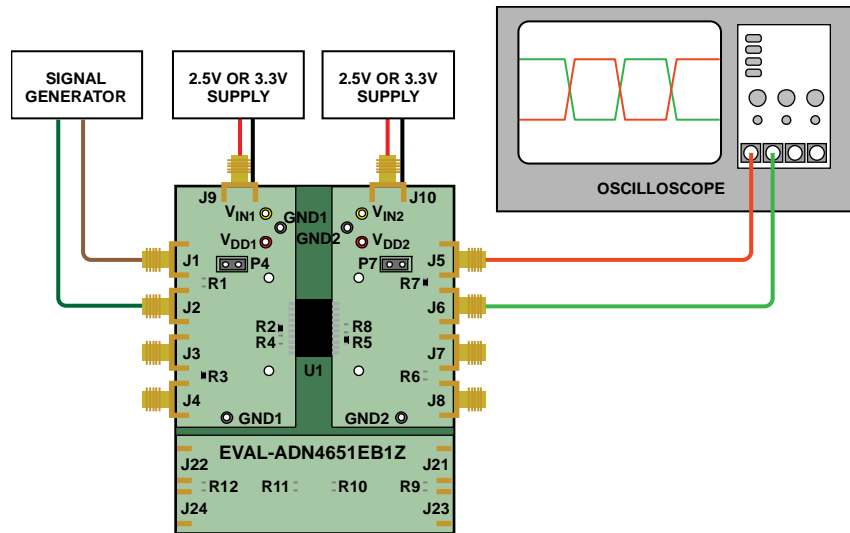 SIGNAL
GENERATOR
2.5V OR 3.3V
SUPPLY
2.5V OR 3.3V
SUPPLY
OSCILLOSCOPE
J9
J10
VIN1
GND1
VIN2
GND2
VDD1
VDD2
J1
P4
P7
J5
R1
R7
J2
J6
R2
R8
R4
R5
J3
J7
U1
R3
R6
J4
J8
GND1
GND2
EVAL-ADN4651EB1Z
J22
J21
R12
R11
R10
R9
J24
J23